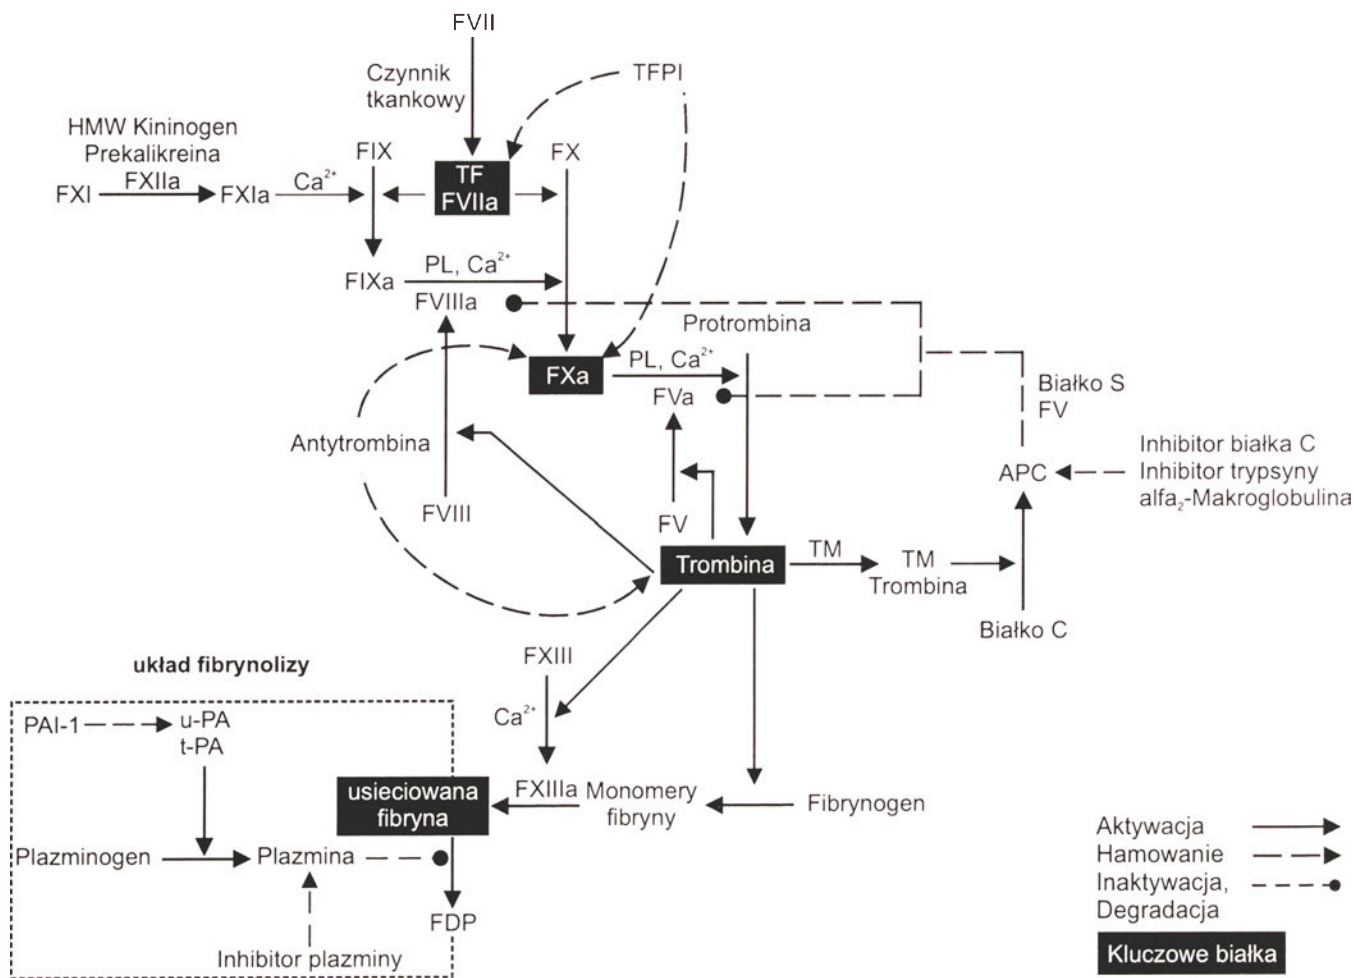 FVII
Czynnik
tkankowy
TFPI
HMW Kininogen
Prekalikreina
FIX
TF
FVIIa
FX
FXI
FXIIa
FXIa
Ca²⁺
FIXa
PL, Ca²⁺
FVIIIa
Protrombina
FXa
PL, Ca²⁺
FVa
Białko S
FV
Antytrombina
Inhibitor białka C
Inhibitor trypsyny
alfa₂-Makroglobulina
APC
FVIII
FV
Trombina
TM
TM
Trombina
Białko C
układ fibrynolizy
FXIII
Ca²⁺
PAI-1
u-PA
t-PA
usieciowana
fibryna
FXIIIa
Monomery
fibryny
Fibrynogen
Plazminogen
Plazmina
FDP
Inhibitor plazminy
Aktywacja
Hamowanie
Inaktywacja,
Degradacja
Kluczowe białka